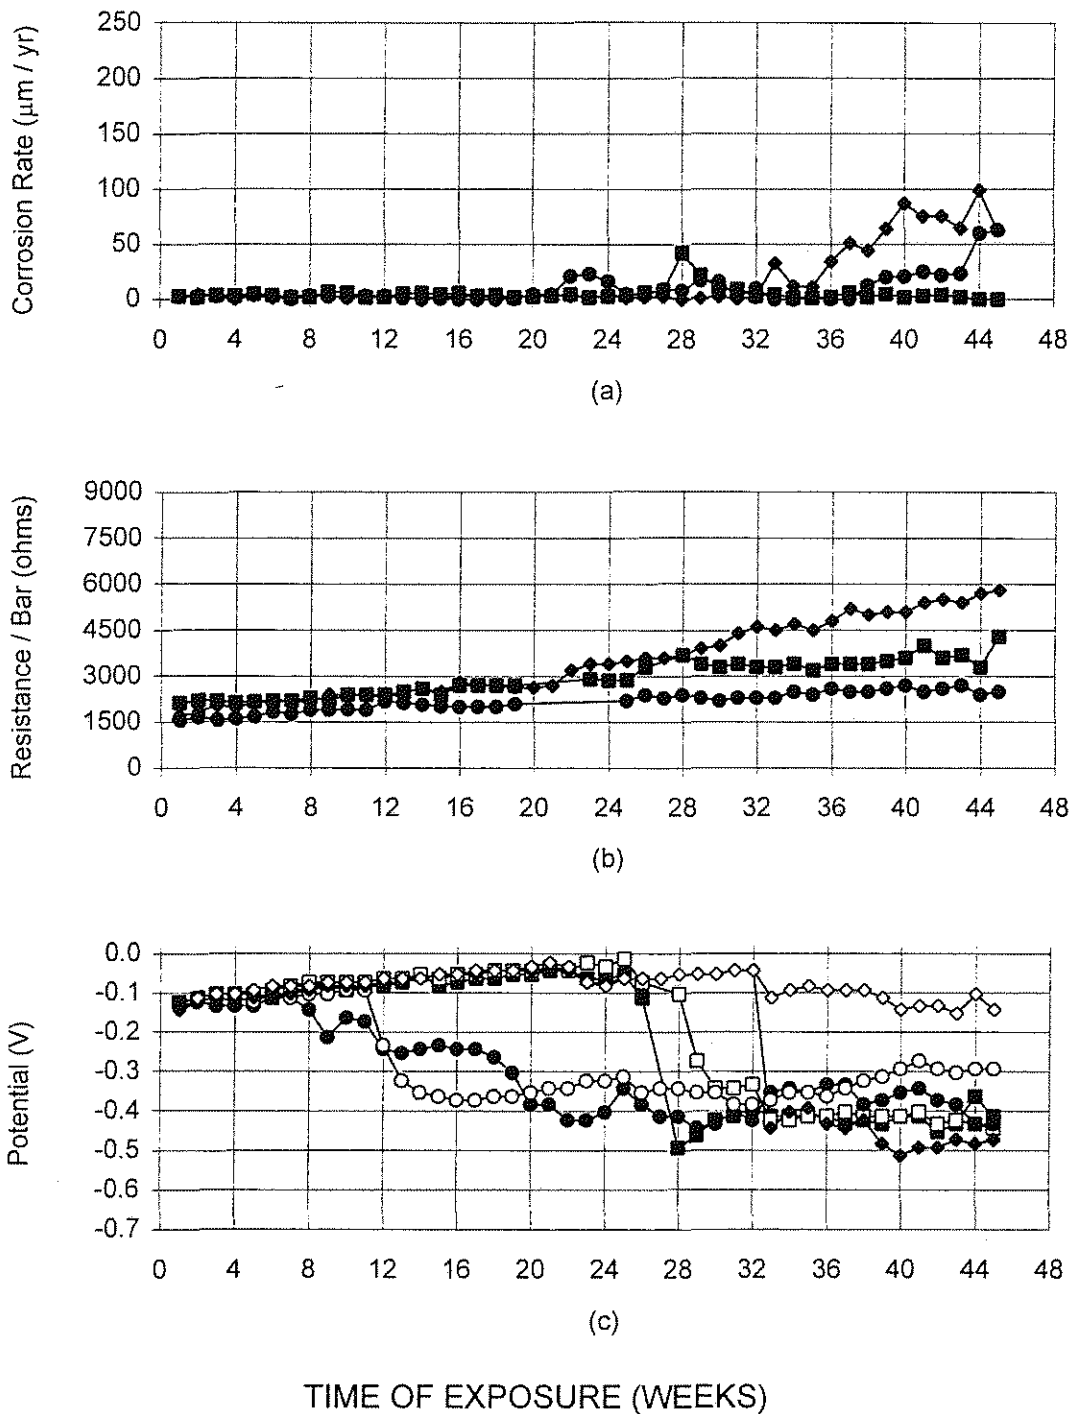 Corrosion Rate (µm / yr)
250
200
150
100
50
0
0 4 8 12 16 20 24 28 32 36 40 44 48
(a)
Resistance / Bar (ohms)
9000
7500
6000
4500
3000
1500
0
0 4 8 12 16 20 24 28 32 36 40 44 48
(b)
Potential (V)
0.0
-0.1
-0.2
-0.3
-0.4
-0.5
-0.6
-0.7
0 4 8 12 16 20 24 28 32 36 40 44 48
(c)
TIME OF EXPOSURE (WEEKS)